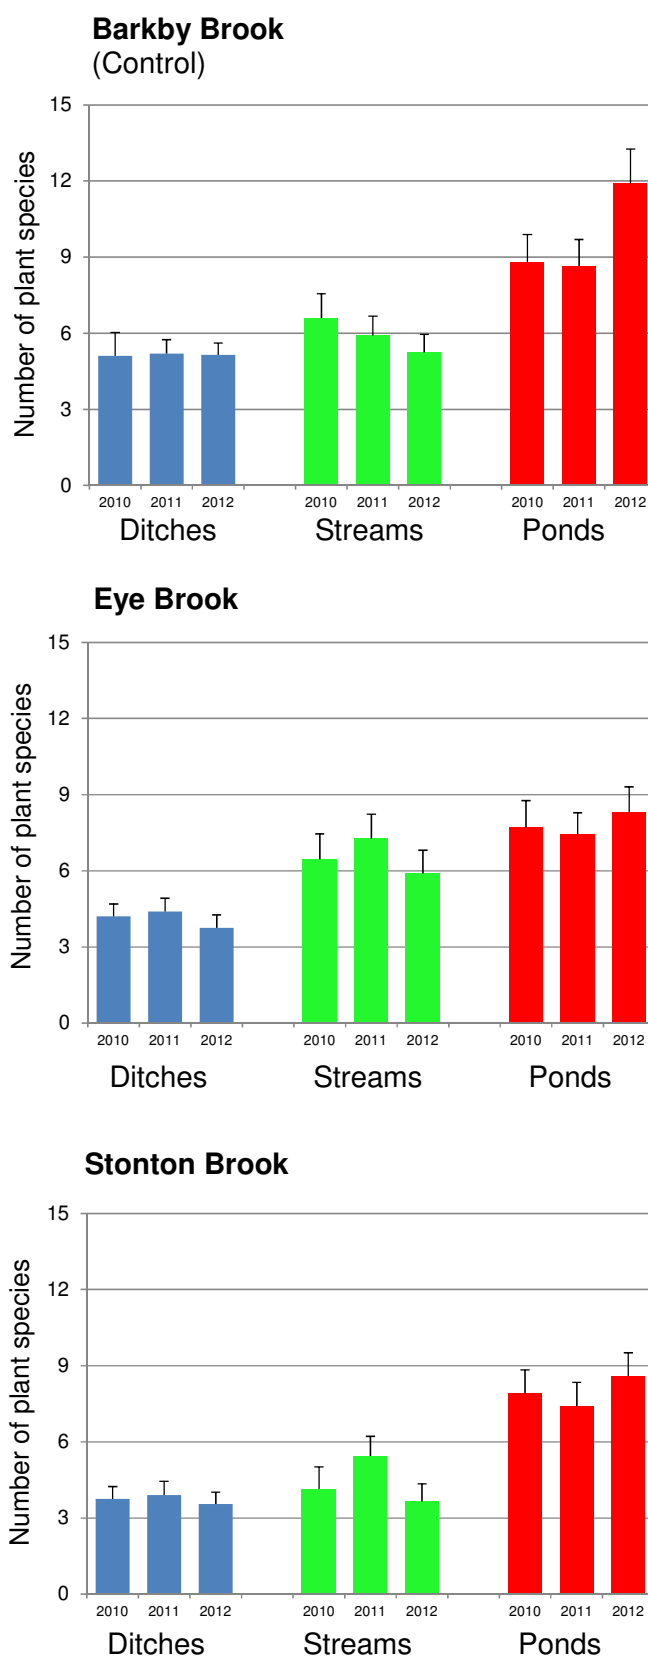 Barkby Brook
(Control)
Number of plant species
15
12
9
6
3
0
2010 2011 2012 2010 2011 2012 2010 2011 2012
Ditches Streams Ponds
Eye Brook
Number of plant species
15
12
9
6
3
0
2010 2011 2012 2010 2011 2012 2010 2011 2012
Ditches Streams Ponds
Stonton Brook
Number of plant species
15
12
9
6
3
0
2010 2011 2012 2010 2011 2012 2010 2011 2012
Ditches Streams Ponds